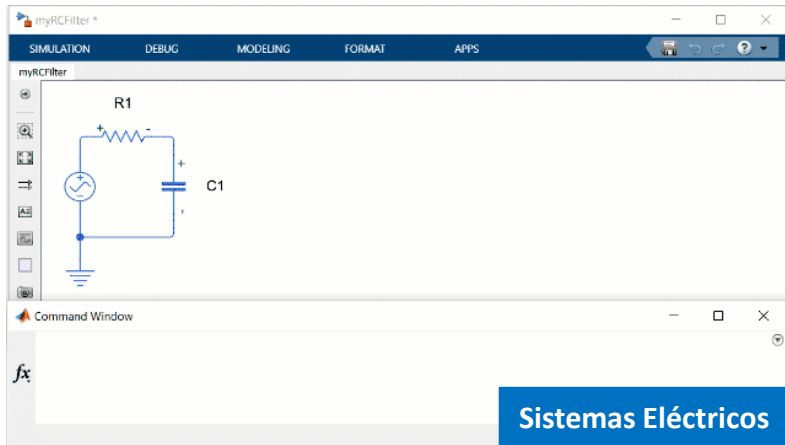 myRCFilter *
SIMULATION DEBUG MODELING FORMAT APPS
myRCFilter
R1
+ -
+
C1
Command Window
fx
Sistemas Eléctricos